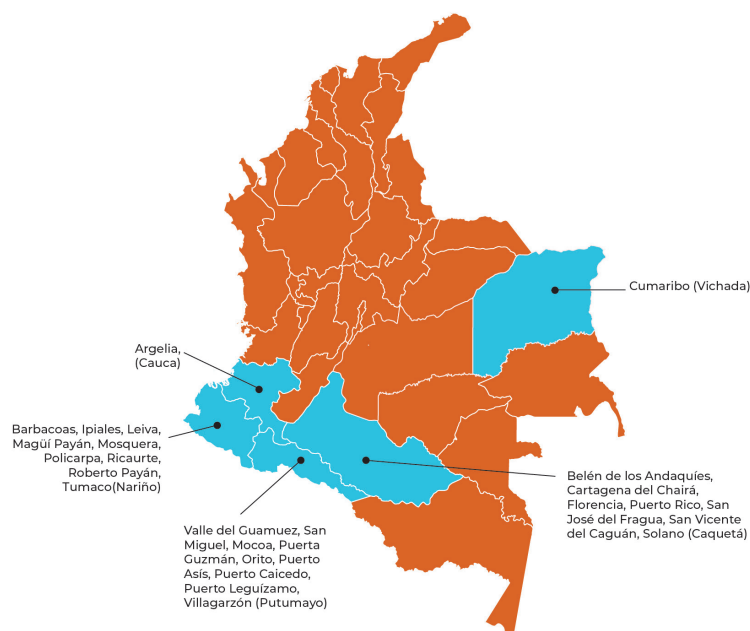 Cumaribo (Vichada)
Argelia,
(Cauca)
Barbacoas, Ipiales, Leiva,
Magüí Payán, Mosquera,
Policarpa, Ricaurte,
Roberto Payán,
Tumaco(Nariño)
Belén de los Andaquíes,
Cartagena del Chairá,
Florencia, Puerto Rico, San
José del Fragua, San Vicente
del Caguán, Solano (Caquetá)
Valle del Guamuez, San
Miguel, Mocoa, Puerta
Guzmán, Orito, Puerto
Asís, Puerto Caicedo,
Puerto Leguízamo,
Villagarzón (Putumayo)